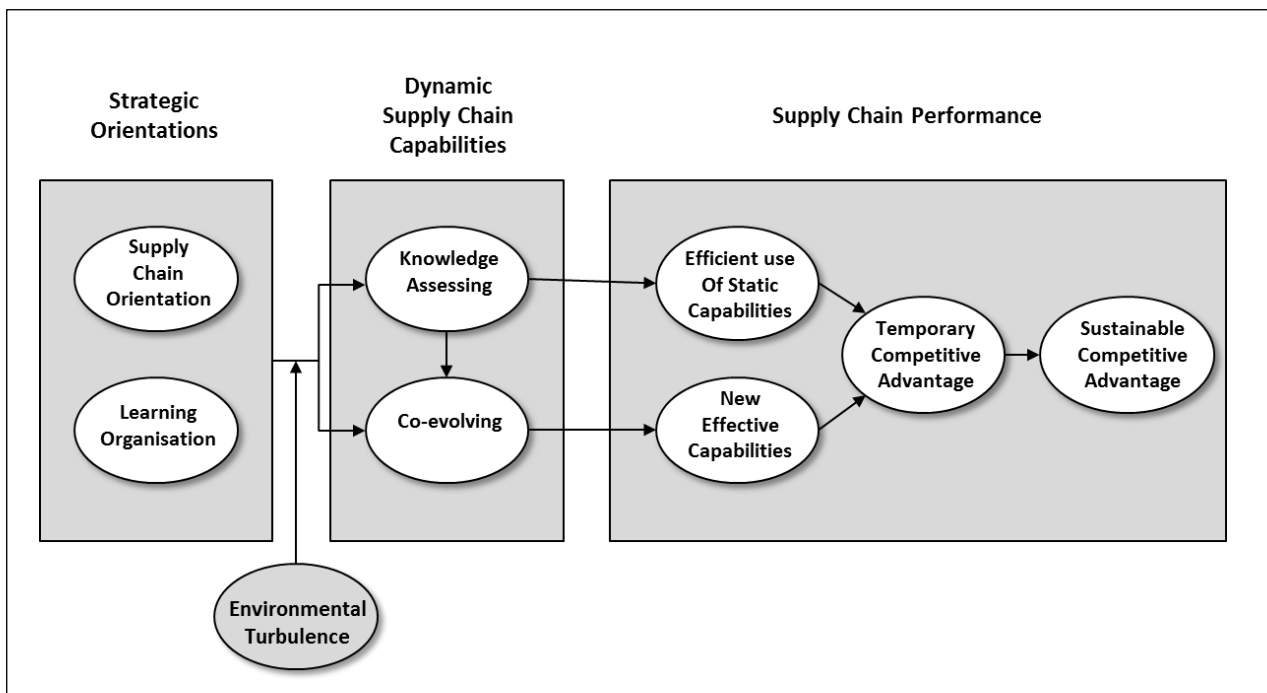 Strategic
Orientations
Dynamic
Supply Chain
Capabilities
Supply Chain Performance
Supply
Chain
Orientation
Learning
Organisation
Knowledge
Assessing
Co-evolving
Efficient use
Of Static
Capabilities
New
Effective
Capabilities
Temporary
Competitive
Advantage
Sustainable
Competitive
Advantage
Environmental
Turbulence